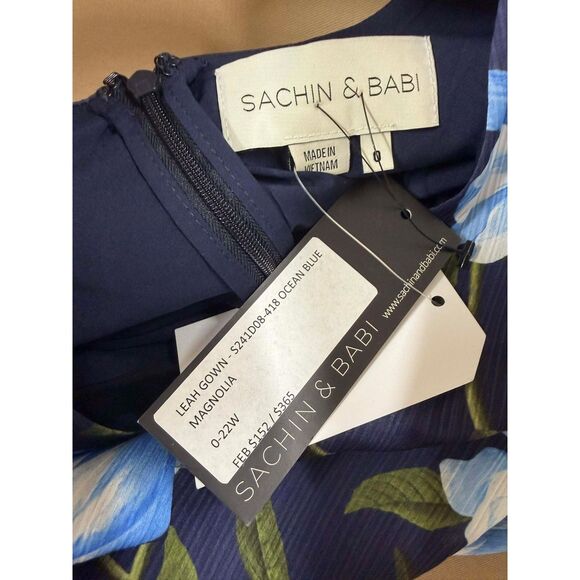 SACHIN & BABI
MADE IN
VIETNAM
0
LEAH GOWN - S241D08-418 OCEAN BLUE
MAGNOLIA
0-22W
FEB $152 / $365
SACHIN & BABI
www.sachinandbabi.com